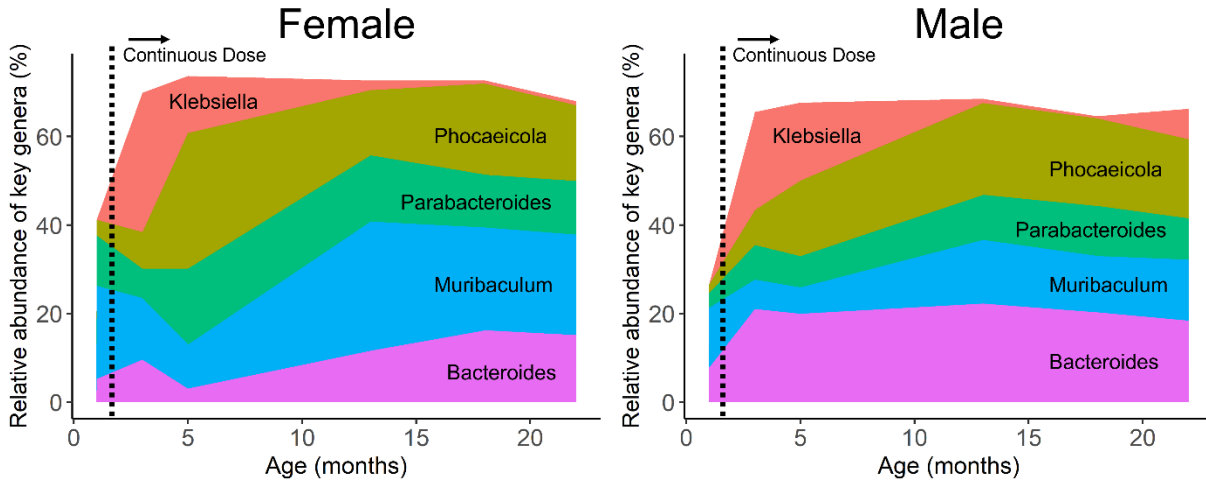 Female
Continuous Dose
Relative abundance of key genera (%)
60
40
20
0
Klebsiella
Phocaeicola
Parabacteroides
Muribaculum
Bacteroides
0
5
10
15
20
Age (months)
Male
Continuous Dose
Relative abundance of key genera (%)
60
40
20
0
Klebsiella
Phocaeicola
Parabacteroides
Muribaculum
Bacteroides
0
5
10
15
20
Age (months)